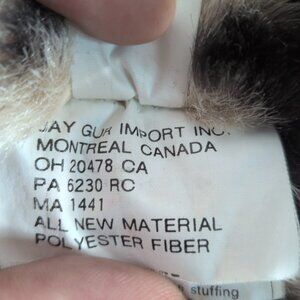 JAY GUR IMPORT INC.
MONTREAL CANADA
OH 20478 CA
PA 6230 RC
MA 1441
ALL NEW MATERIAL
POLYESTER FIBER
stuffing